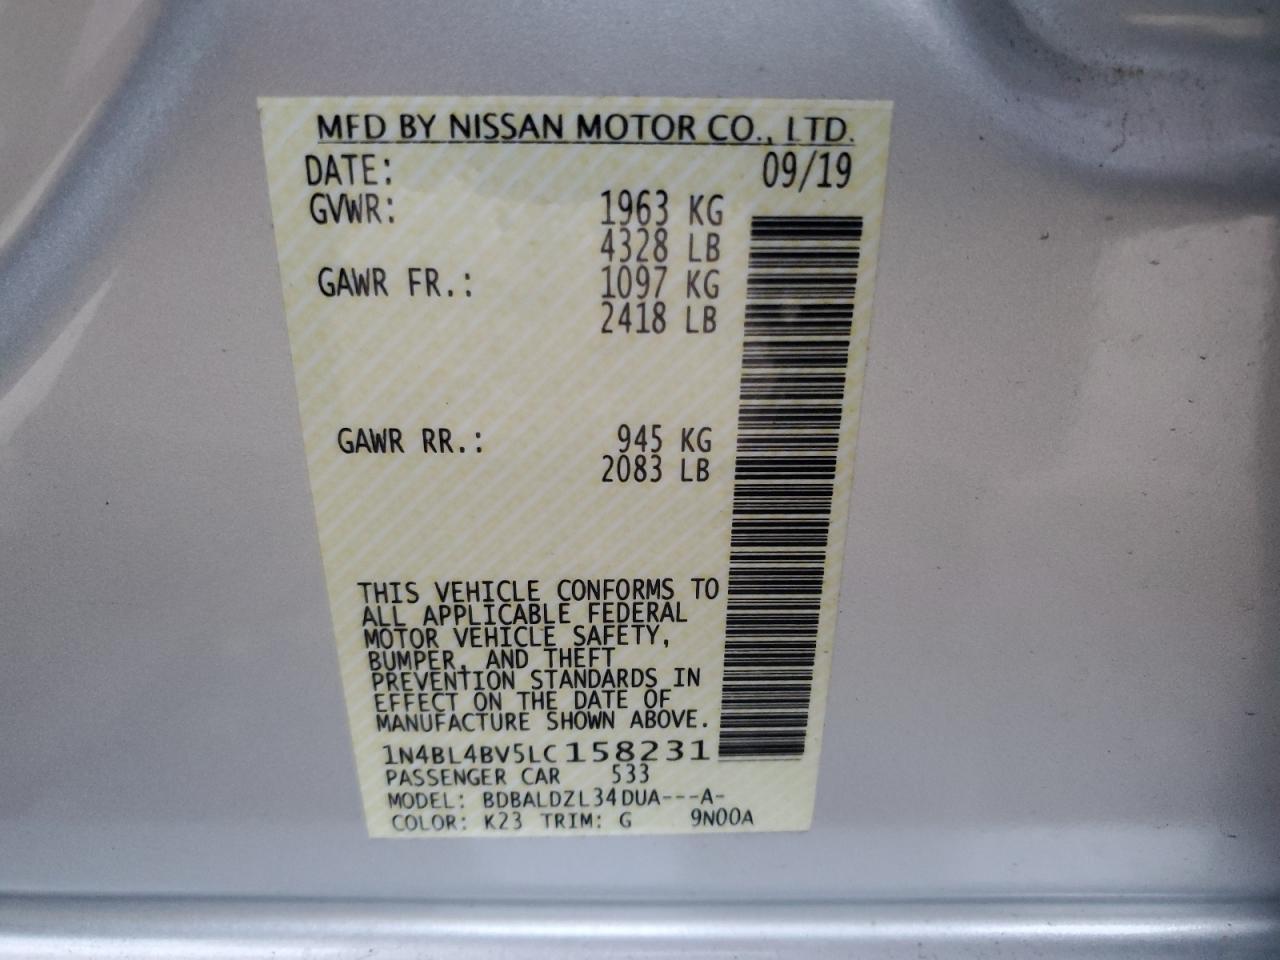 MFD BY NISSAN MOTOR CO., LTD.
DATE: 09/19
GVWR: 1963 KG
4328 LB
GAWR FR.: 1097 KG
2418 LB
GAWR RR.: 945 KG
2083 LB
THIS VEHICLE CONFORMS TO
ALL APPLICABLE FEDERAL
MOTOR VEHICLE SAFETY,
BUMPER, AND THEFT
PREVENTION STANDARDS IN
EFFECT ON THE DATE OF
MANUFACTURE SHOWN ABOVE.
1N4BL4BV5LC158231
PASSENGER CAR 533
MODEL: BDBALDZL34DUA---A-
COLOR: K23 TRIM: G 9N00A